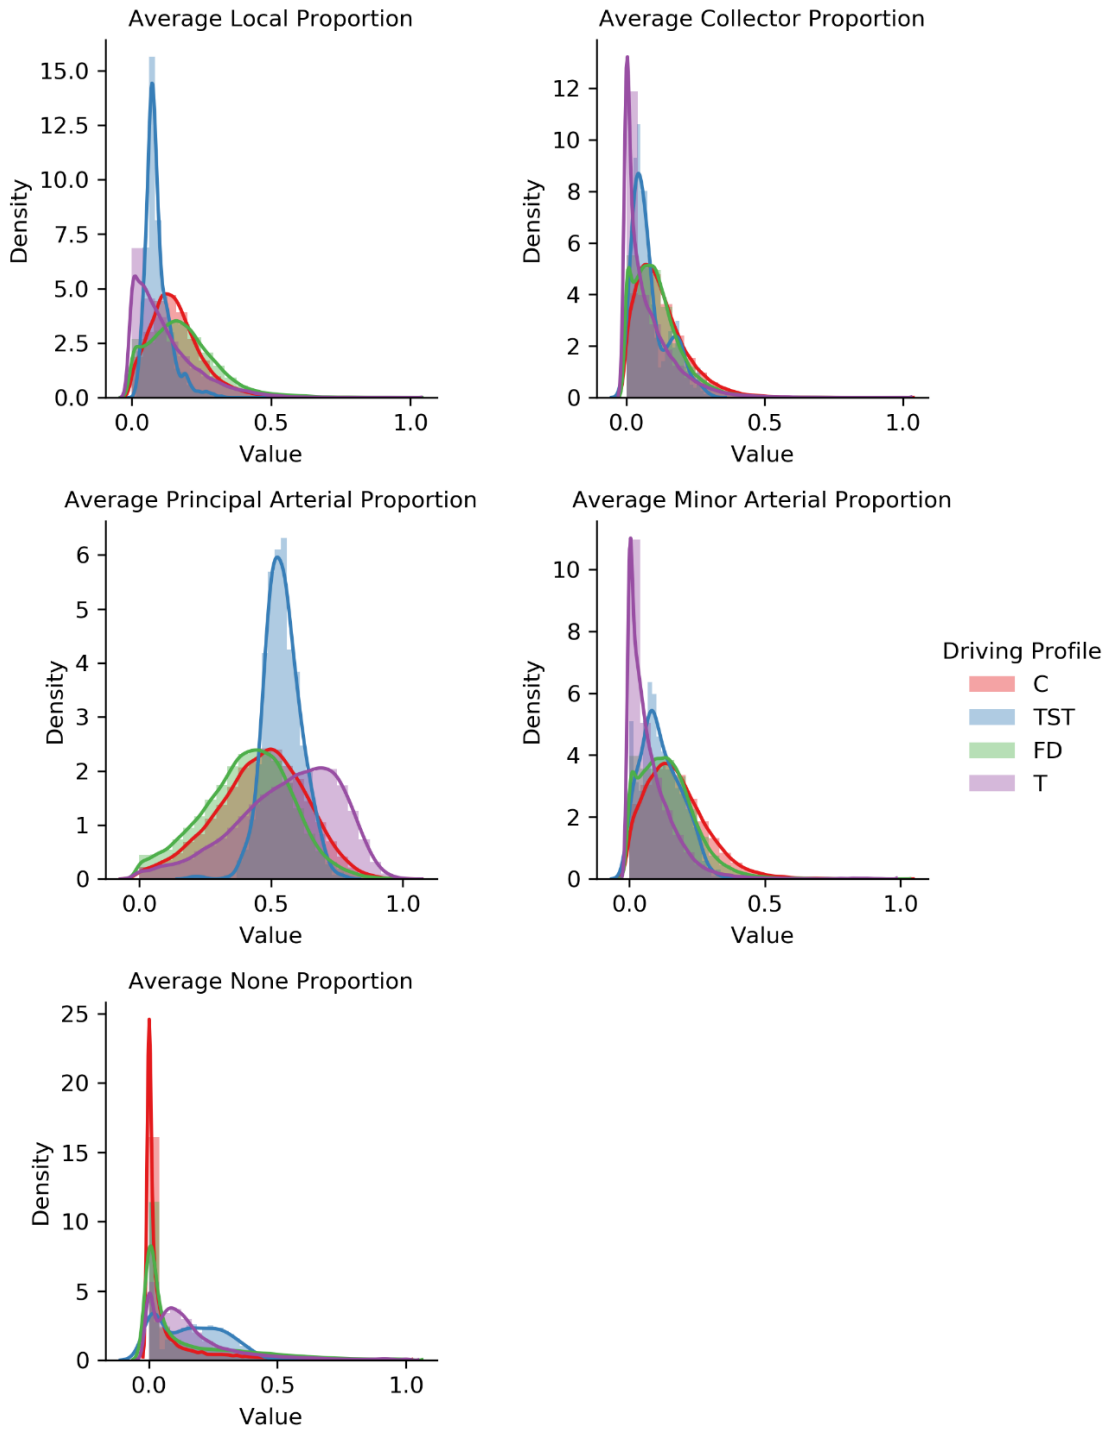 Average Local Proportion
Average Collector Proportion
15.0
12.5
10.0
7.5
5.0
2.5
0.0
Density
0.0 0.5 1.0
Value
12
10
8
6
4
2
0
Density
0.0 0.5 1.0
Value
Average Principal Arterial Proportion
Average Minor Arterial Proportion
6
5
4
3
2
1
0
Density
0.0 0.5 1.0
Value
10
8
6
4
2
0
Density
0.0 0.5 1.0
Value
Driving Profile
C
TST
FD
T
Average None Proportion
25
20
15
10
5
0
Density
0.0 0.5 1.0
Value